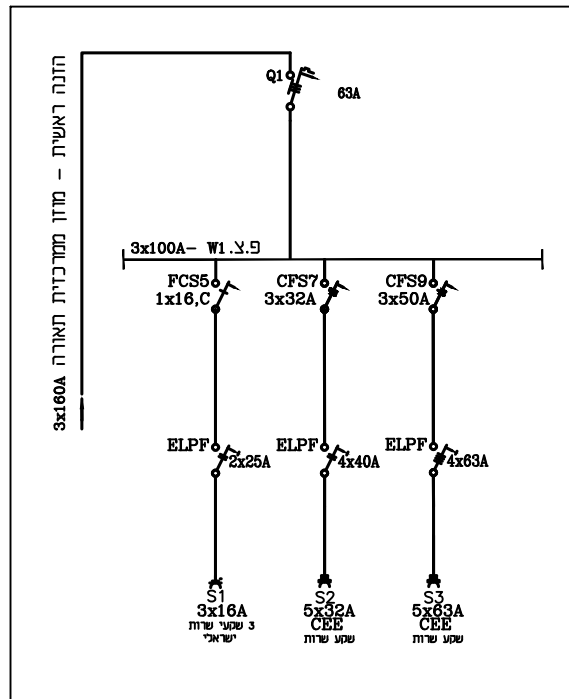 הזנה ראשית - מוזן ממרכזית תאורה 3x160A
Q1
63A
3x100A- W1 .פ.צ
FCS5
1x16,C
CFS7
3x32A
CFS9
3x50A
ELPF
2x25A
ELPF
4x40A
ELPF
4x63A
S1
3x16A
3 שקעי שרות
ישראלי
S2
5x32A
CEE
שקע שרות
S3
5x63A
CEE
שקע שרות